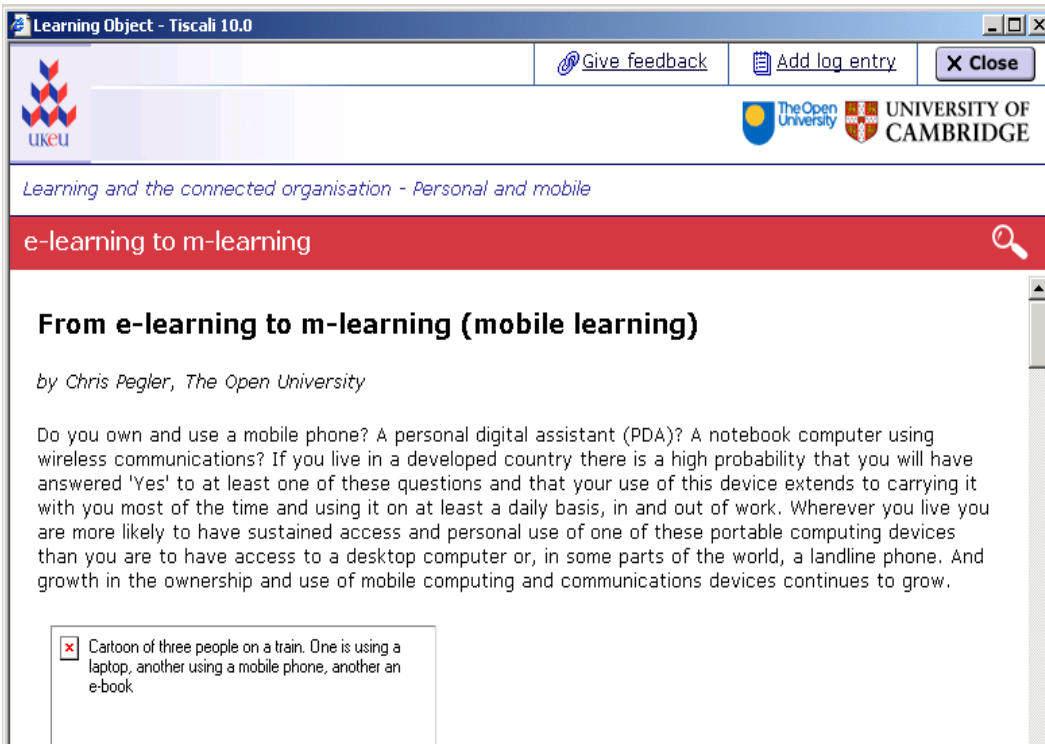 Learning Object - Tiscali 10.0
Give feedback
Add log entry
X Close
UKeU
The Open
University
UNIVERSITY OF
CAMBRIDGE
Learning and the connected organisation - Personal and mobile
e-learning to m-learning
From e-learning to m-learning (mobile learning)
by Chris Pegler, The Open University
Do you own and use a mobile phone? A personal digital assistant (PDA)? A notebook computer using
wireless communications? If you live in a developed country there is a high probability that you will have
answered 'Yes' to at least one of these questions and that your use of this device extends to carrying it
with you most of the time and using it on at least a daily basis, in and out of work. Wherever you live you
are more likely to have sustained access and personal use of one of these portable computing devices
than you are to have access to a desktop computer or, in some parts of the world, a landline phone. And
growth in the ownership and use of mobile computing and communications devices continues to grow.
Cartoon of three people on a train. One is using a
laptop, another using a mobile phone, another an
e-book